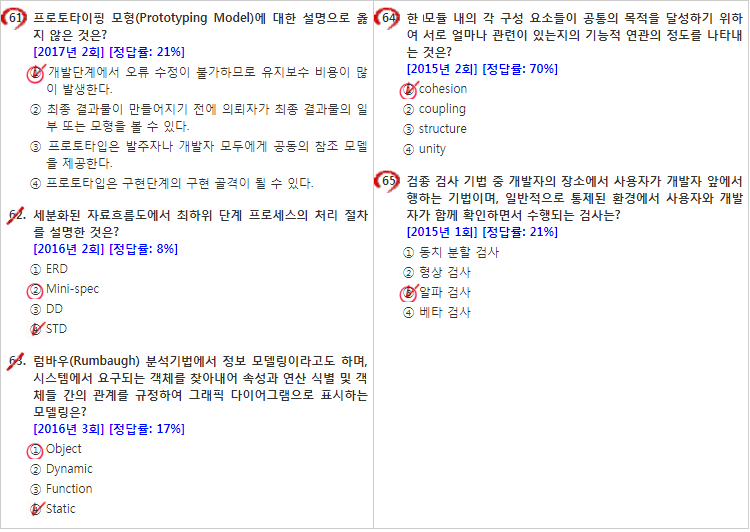 61. 프로토타이핑 모형(Prototyping Model)에 대한 설명으로 옳
지 않은 것은?
[2017년 2회] [정답률: 21%]
① 개발단계에서 오류 수정이 불가하므로 유지보수 비용이 많
이 발생한다.
② 최종 결과물이 만들어지기 전에 의뢰자가 최종 결과물의 일
부 또는 모형을 볼 수 있다.
③ 프로토타입은 발주자나 개발자 모두에게 공동의 참조 모델
을 제공한다.
④ 프로토타입은 구현단계의 구현 골격이 될 수 있다.
62. 세분화된 자료흐름도에서 최하위 단계 프로세스의 처리 절차
를 설명한 것은?
[2016년 2회] [정답률: 8%]
① ERD
② Mini-spec
③ DD
④ STD
63. 럼바우(Rumbaugh) 분석기법에서 정보 모델링이라고도 하며,
시스템에서 요구되는 객체를 찾아내어 속성과 연산 식별 및 객
체들 간의 관계를 규정하여 그래픽 다이어그램으로 표시하는
모델링은?
[2016년 3회] [정답률: 17%]
① Object
② Dynamic
③ Function
④ Static
64. 한 모듈 내의 각 구성 요소들이 공통의 목적을 달성하기 위하
여 서로 얼마나 관련이 있는지의 기능적 연관의 정도를 나타내
는 것은?
[2015년 2회] [정답률: 70%]
① cohesion
② coupling
③ structure
④ unity
65. 검증 검사 기법 중 개발자의 장소에서 사용자가 개발자 앞에서
행하는 기법이며, 일반적으로 통제된 환경에서 사용자와 개발
자가 함께 확인하면서 수행되는 검사는?
[2015년 1회] [정답률: 21%]
① 동치 분할 검사
② 형상 검사
③ 알파 검사
④ 베타 검사